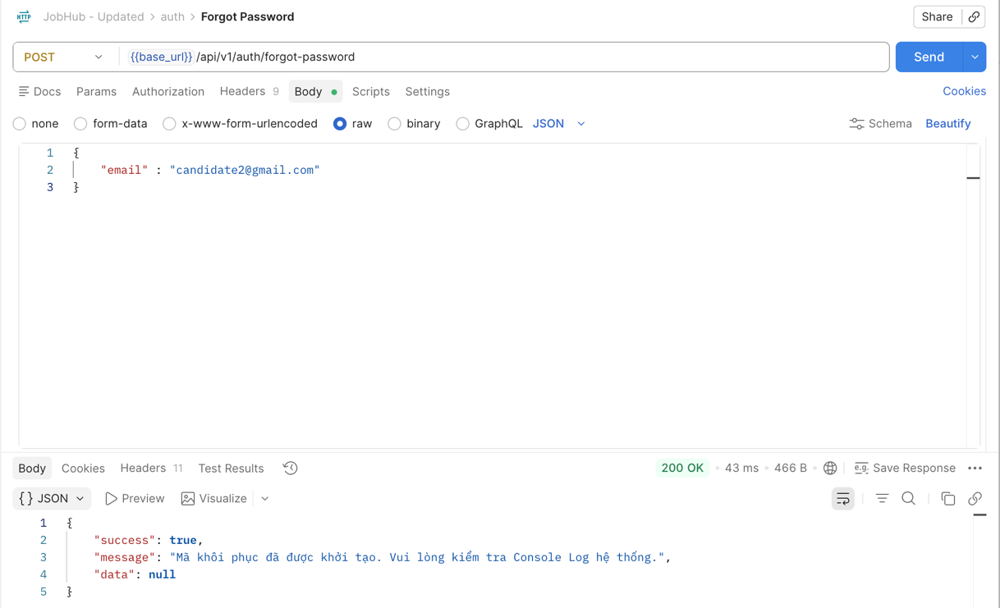 HTTP JobHub - Updated > auth > Forgot Password Share
POST {{base_url}} /api/v1/auth/forgot-password Send
Docs Params Authorization Headers 9 Body Scripts Settings Cookies
none form-data x-www-form-urlencoded raw binary GraphQL JSON Schema Beautify
1 {
2 "email" : "candidate2@gmail.com"
3 }
Body Cookies Headers 11 Test Results 200 OK • 43 ms • 466 B • e.g. Save Response
{} JSON Preview Visualize
1 {
2 "success": true,
3 "message": "Mã khôi phục đã được khởi tạo. Vui lòng kiểm tra Console Log hệ thống.",
4 "data": null
5 }